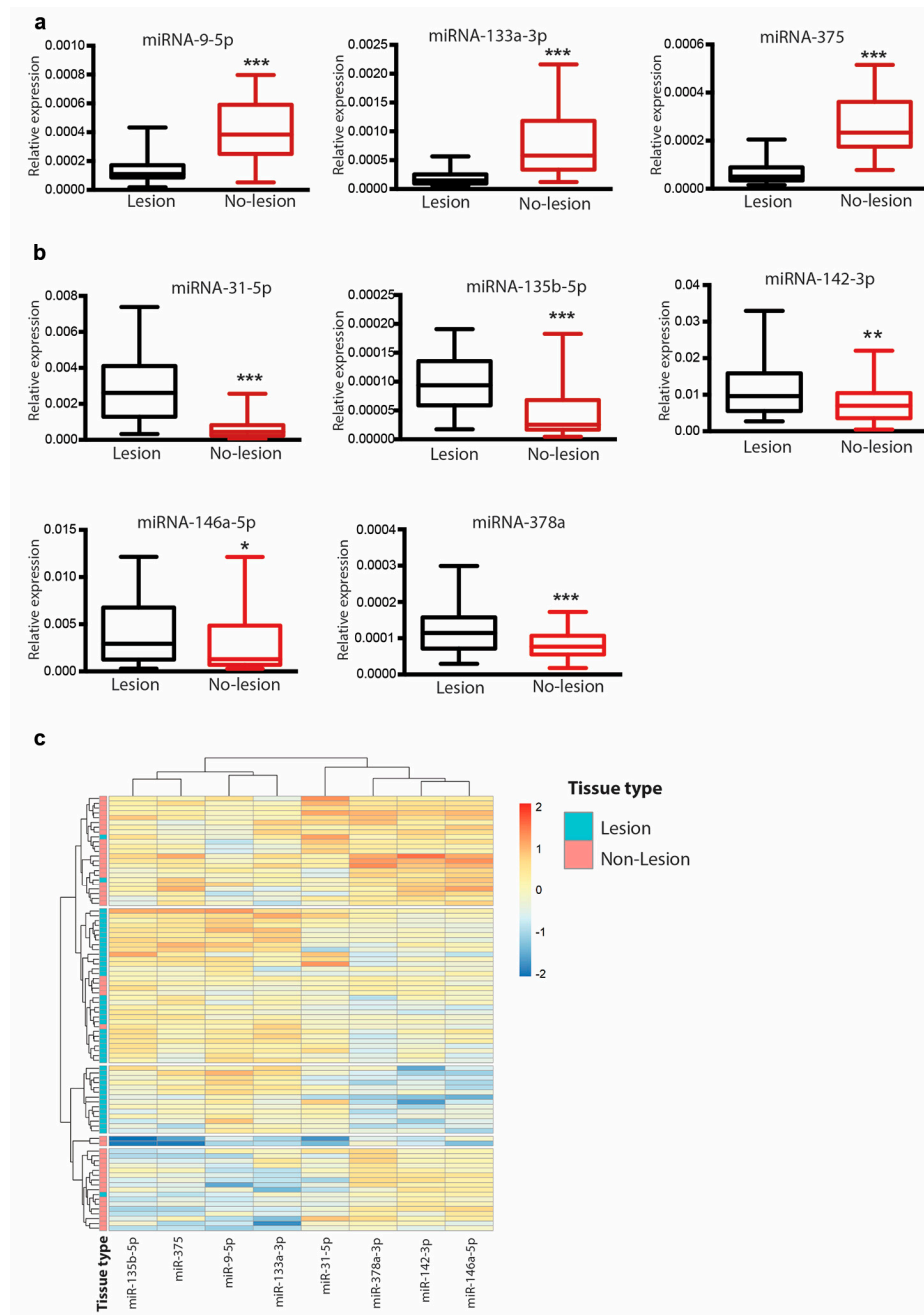 a
miRNA-9-5p
Relative expression
0.0010
0.0008
0.0006
0.0004
0.0002
0.0000
***
Lesion No-lesion
miRNA-133a-3p
Relative expression
0.0025
0.0020
0.0015
0.0010
0.0005
0.0000
***
Lesion No-lesion
miRNA-375
Relative expression
0.0006
0.0004
0.0002
0.0000
***
Lesion No-lesion
b
miRNA-31-5p
Relative expression
0.008
0.006
0.004
0.002
0.000
***
Lesion No-lesion
miRNA-135b-5p
Relative expression
0.00025
0.00020
0.00015
0.00010
0.00005
0.00000
***
Lesion No-lesion
miRNA-142-3p
Relative expression
0.04
0.03
0.02
0.01
0.00
**
Lesion No-lesion
miRNA-146a-5p
Relative expression
0.015
0.010
0.005
0.000
*
Lesion No-lesion
miRNA-378a
Relative expression
0.0004
0.0003
0.0002
0.0001
0.0000
***
Lesion No-lesion
c
2
1
0
-1
-2
Tissue type
Lesion
Non-Lesion
Tissue type
miR-135b-5p
miR-375
miR-9-5p
miR-133a-3p
miR-31-5p
miR-378a-3p
miR-142-3p
miR-146a-5p